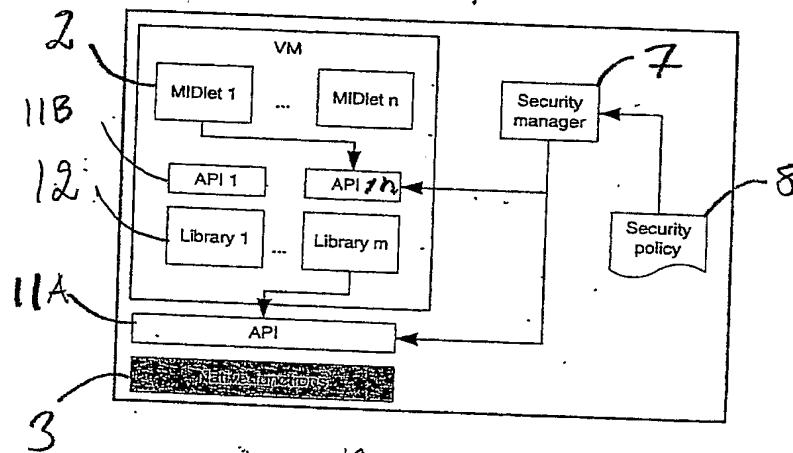 2
VM
7
MIDlet 1
...
MIDlet n
Security
manager
11B
API 1
API m
12
8
Library 1
...
Library m
Security
policy
11A
API
Native functions
3